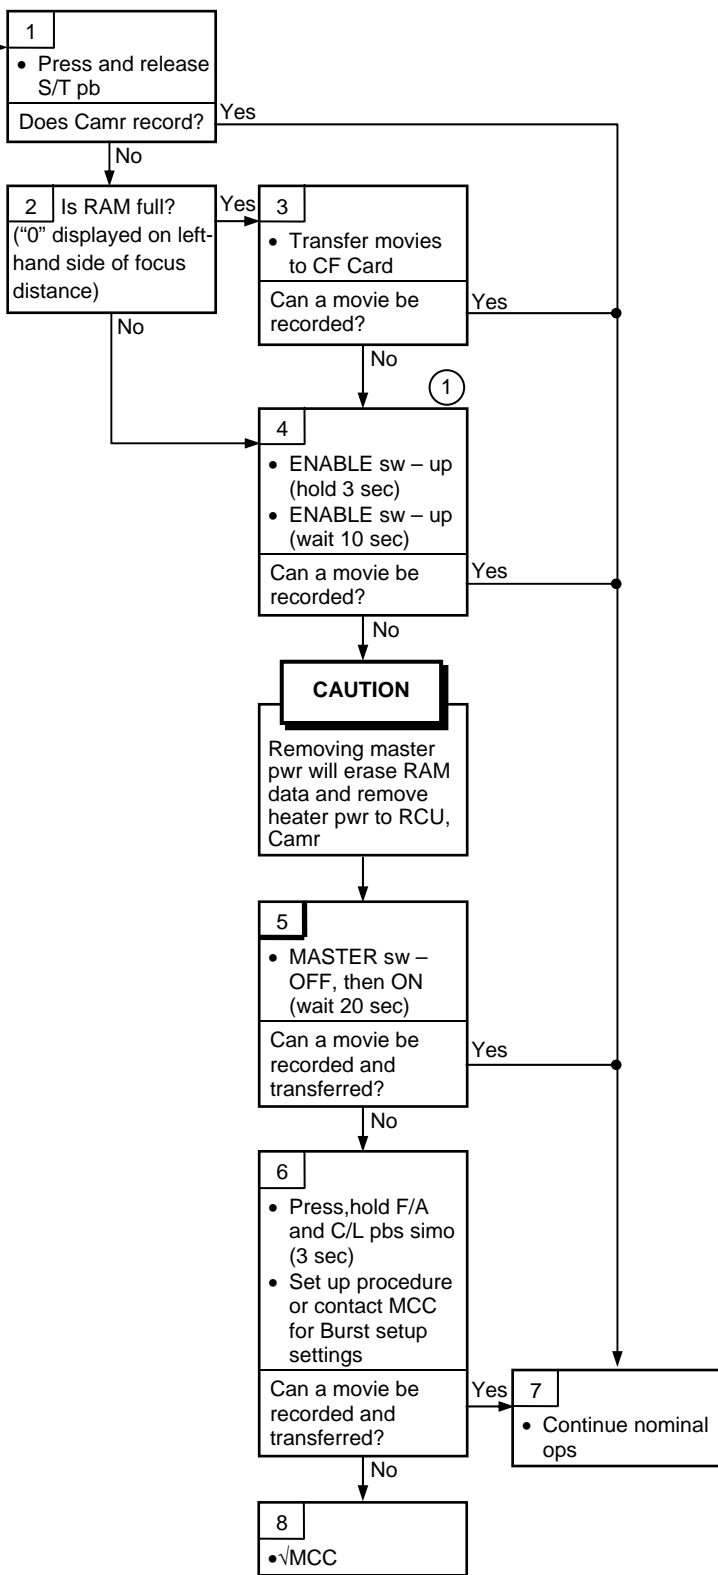 1
• Press and release
S/T pb
Does Camr record?
Yes
No
2 Is RAM full?
(“0” displayed on left-
hand side of focus
distance)
Yes
No
3
• Transfer movies
to CF Card
Can a movie be
recorded?
Yes
No
1
4
• ENABLE sw – up
(hold 3 sec)
• ENABLE sw – up
(wait 10 sec)
Can a movie be
recorded?
Yes
No
CAUTION
Removing master
pwr will erase RAM
data and remove
heater pwr to RCU,
Camr
5
• MASTER sw –
OFF, then ON
(wait 20 sec)
Can a movie be
recorded and
transferred?
Yes
No
6
• Press,hold F/A
and C/L pbs simo
(3 sec)
• Set up procedure
or contact MCC
for Burst setup
settings
Can a movie be
recorded and
transferred?
Yes
No
7
• Continue nominal
ops
8
•√MCC